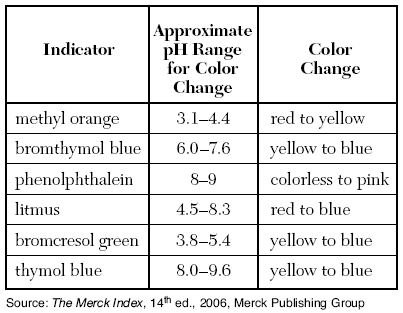 Indicator Approximate pH Range for Color Change Color Change
methyl orange 3.1–4.4 red to yellow
bromthymol blue 6.0–7.6 yellow to blue
phenolphthalein 8–9 colorless to pink
litmus 4.5–8.3 red to blue
bromcresol green 3.8–5.4 yellow to blue
thymol blue 8.0–9.6 yellow to blue
Source: The Merck Index, 14th ed., 2006, Merck Publishing Group